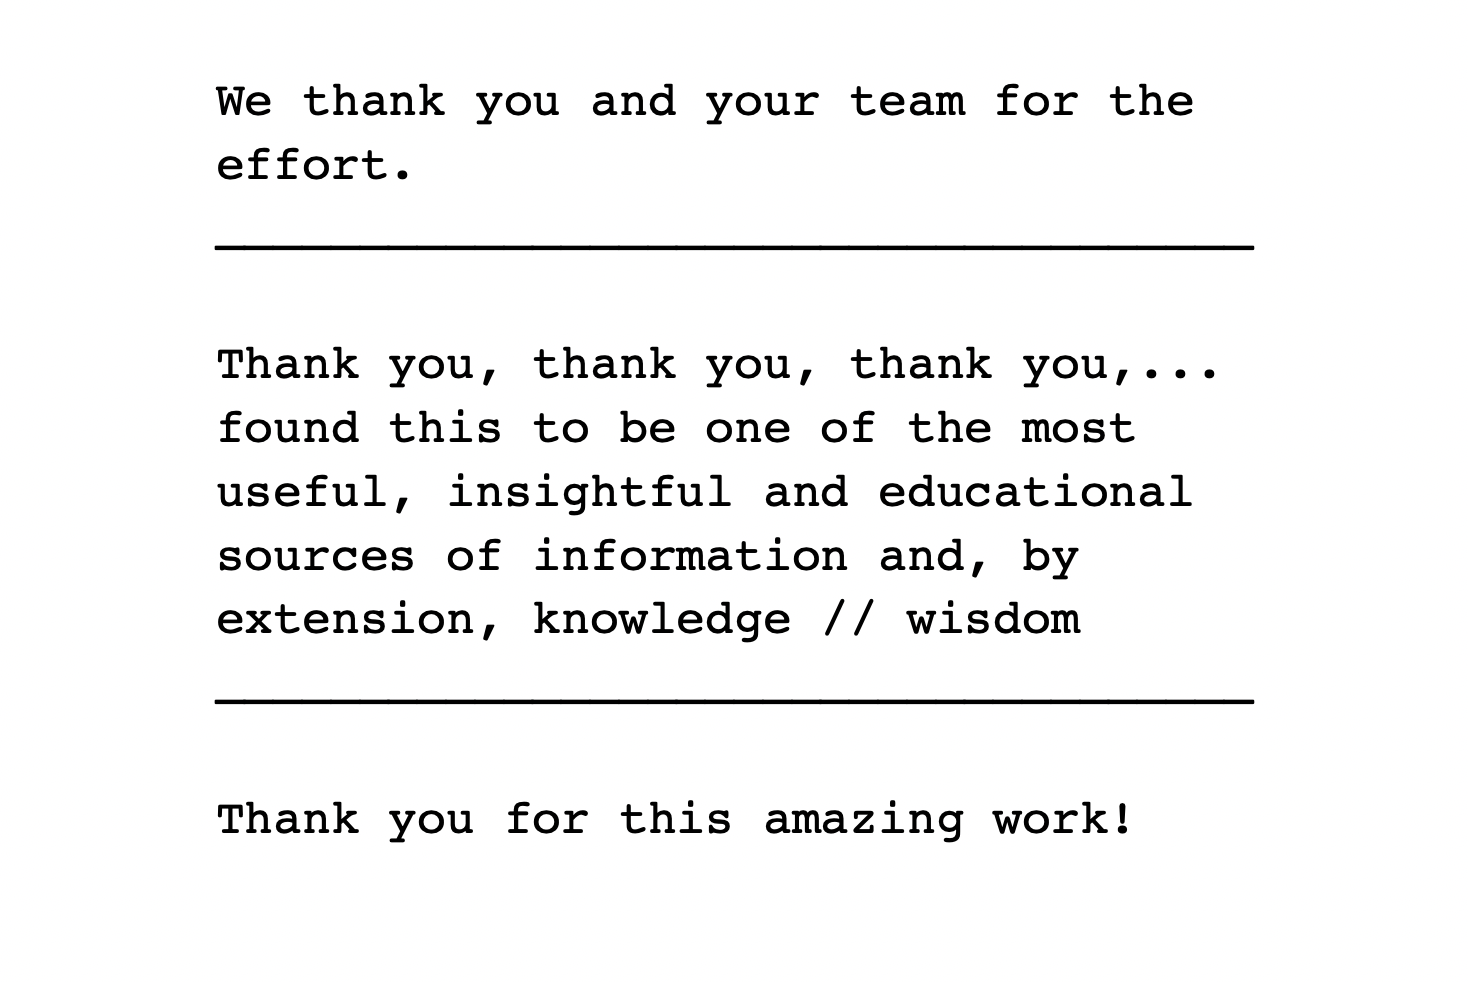 We thank you and your team for the
effort.
Thank you, thank you, thank you,...
found this to be one of the most
useful, insightful and educational
sources of information and, by
extension, knowledge // wisdom
Thank you for this amazing work!